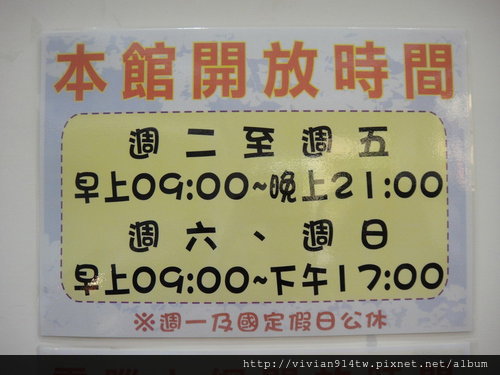 本館開放時間
週二至週五
早上09:00~晚上21:00
週六、週日
早上09:00~下午17:00
※週一及國定假日公休
http://vivian914tw.pixnet.net/album